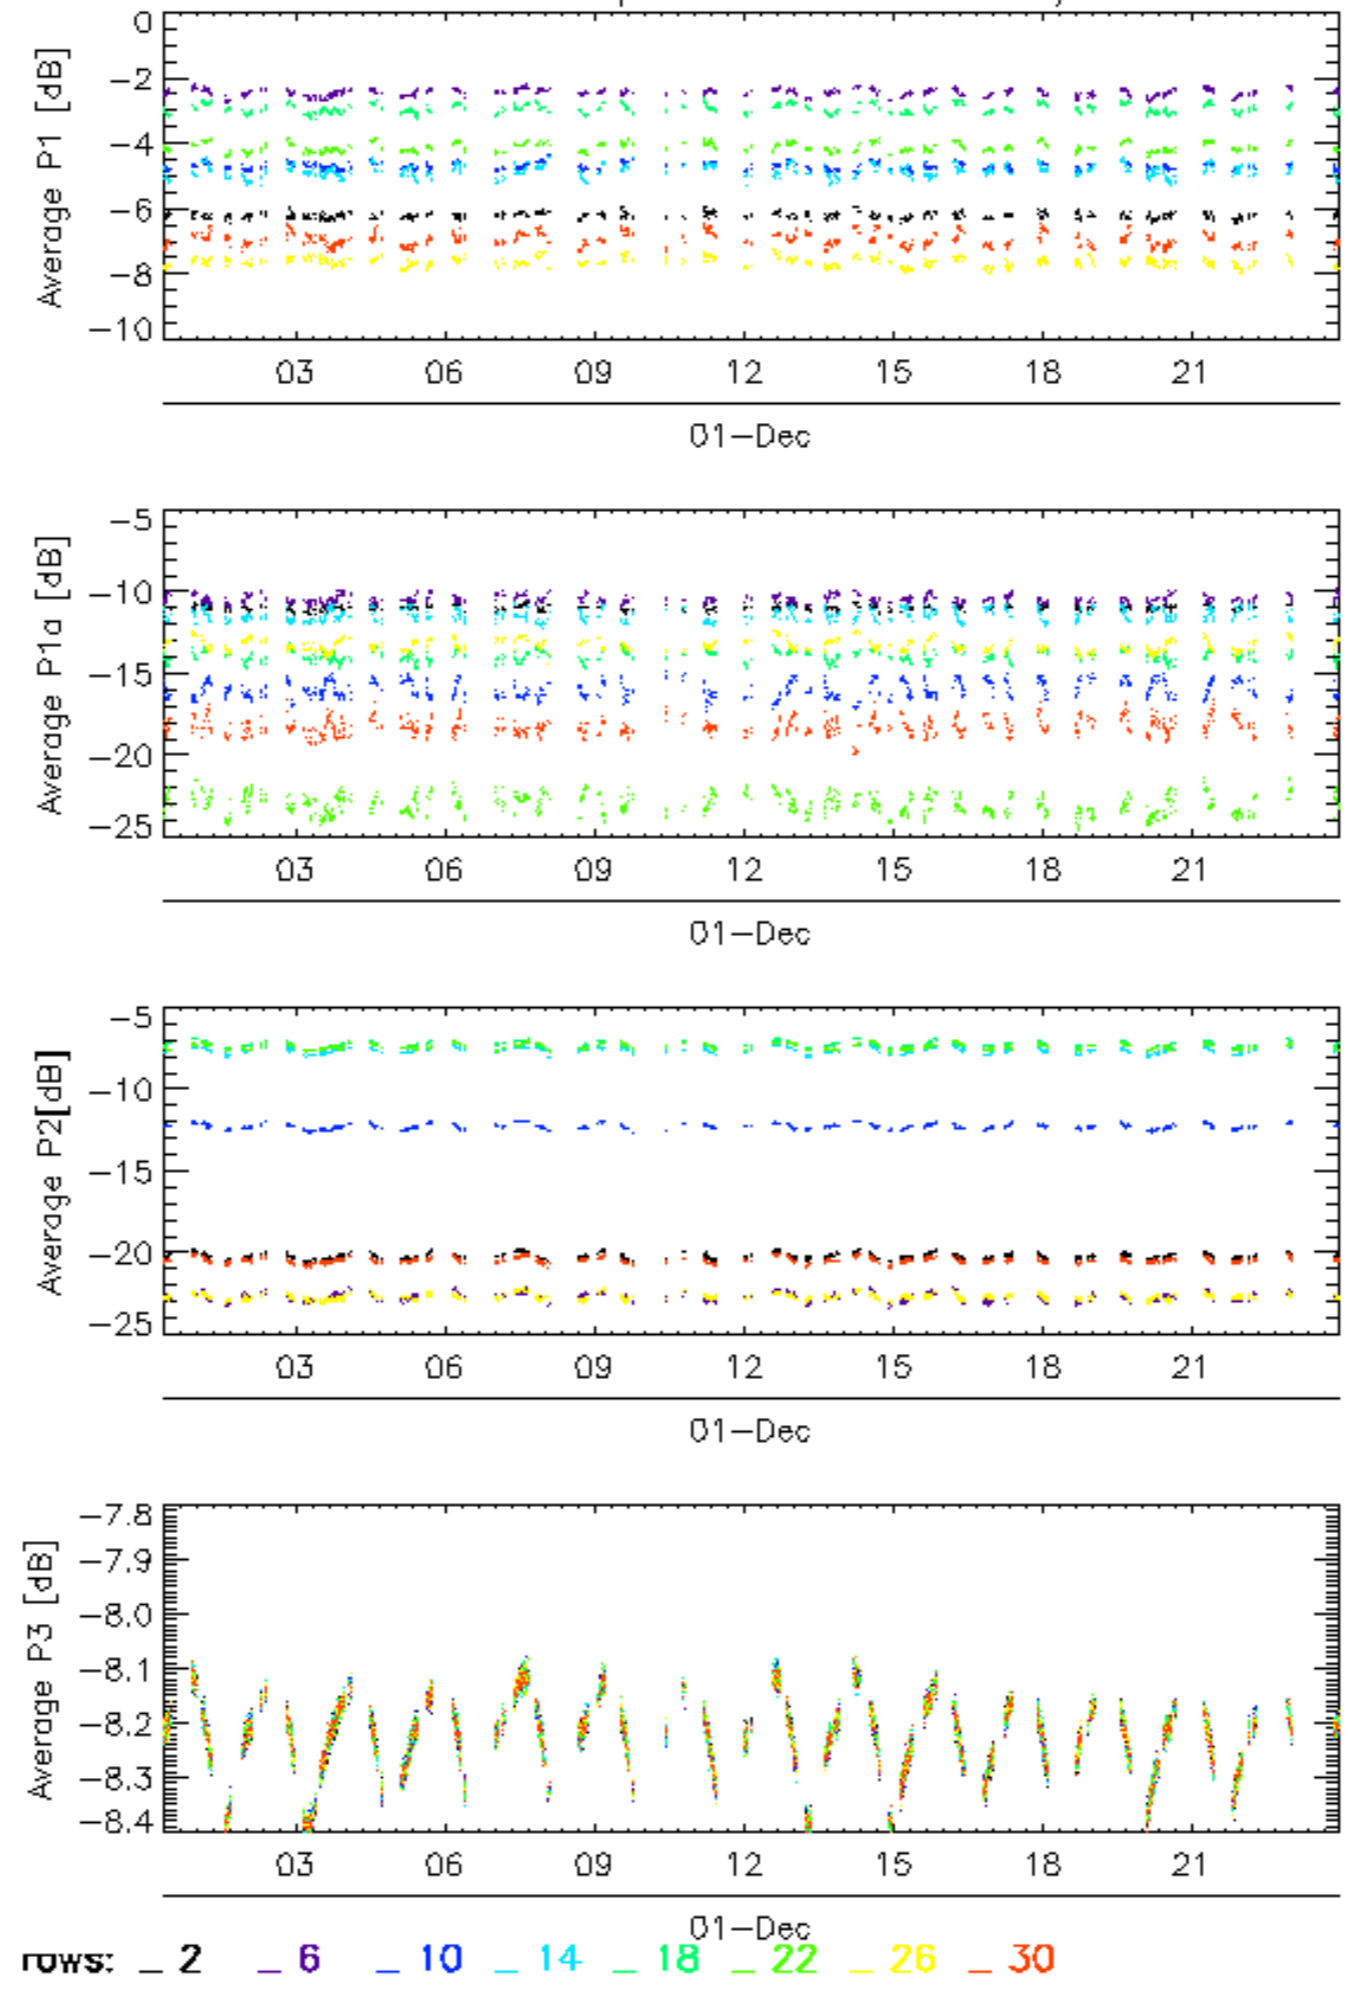 0
−2
−4
−6
−8
−10
Average P1 [dB]
03 06 09 12 15 18 21
01−Dec
−5
−10
−15
−20
−25
Average P1a [dB]
03 06 09 12 15 18 21
01−Dec
−5
−10
−15
−20
−25
Average P2[dB]
03 06 09 12 15 18 21
01−Dec
−7.8
−7.9
−8.0
−8.1
−8.2
−8.3
−8.4
Average P3 [dB]
03 06 09 12 15 18 21
01−Dec
rows: _ 2 _ 6 _ 10 _ 14 _ 18 _ 22 _ 26 _ 30